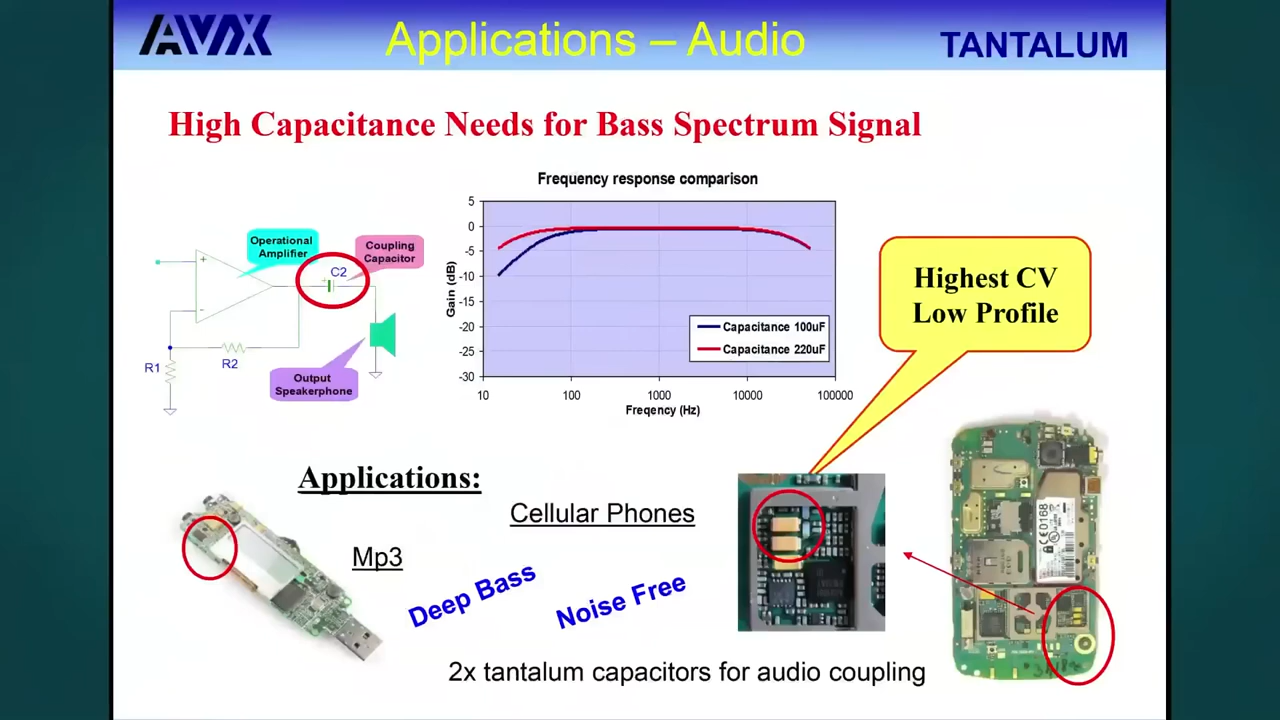 AVX
Applications – Audio
TANTALUM
High Capacitance Needs for Bass Spectrum Signal
Frequency response comparison
5
0
-5
-10
-15
-20
-25
-30
Gain (dB)
10
100
1000
10000
100000
Freqency (Hz)
Capacitance 100uF
Capacitance 220uF
Operational
Amplifier
Coupling
Capacitor
C2
+
-
R1
R2
Output
Speakerphone
Highest CV
Low Profile
Applications:
Cellular Phones
Mp3
Deep Bass
Noise Free
CE0168
2x tantalum capacitors for audio coupling